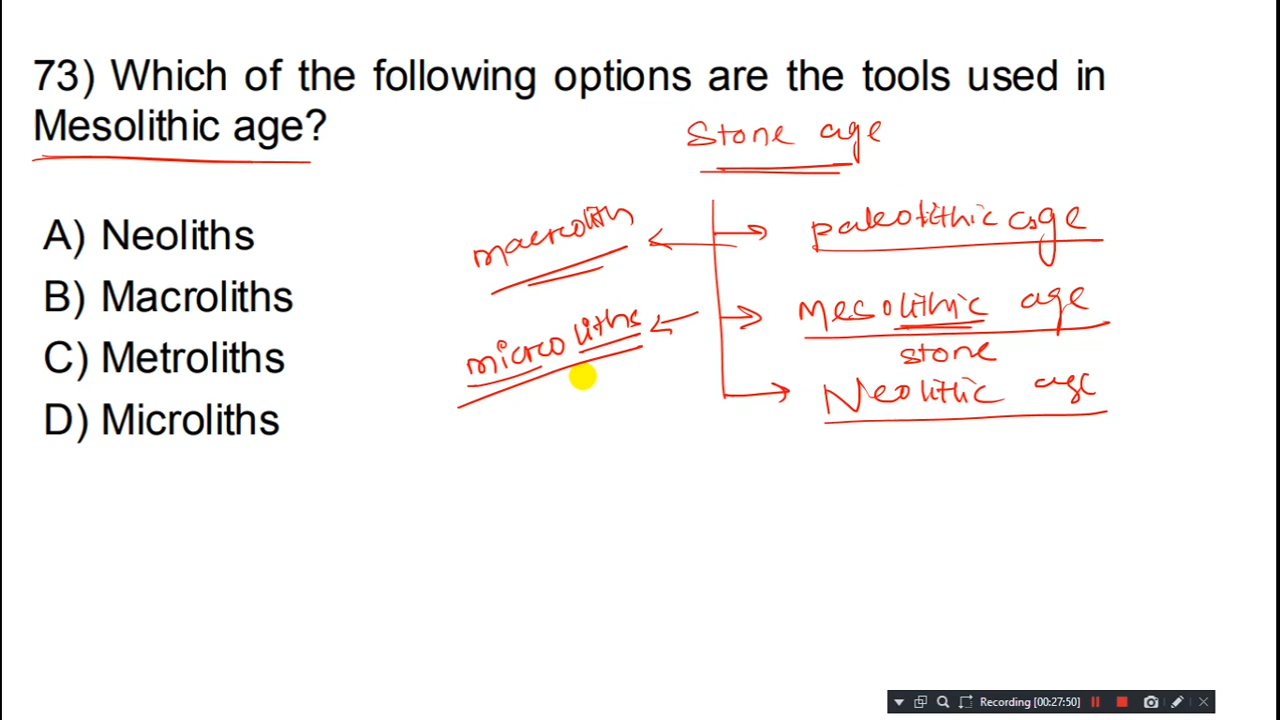 73) Which of the following options are the tools used in
Mesolithic age?
Stone age
A) Neoliths
B) Macroliths
C) Metroliths
D) Microliths
macrolith
paleolithic age
microliths
Mesolithic age
stone
Neolithic age
Recording [00:27:50]